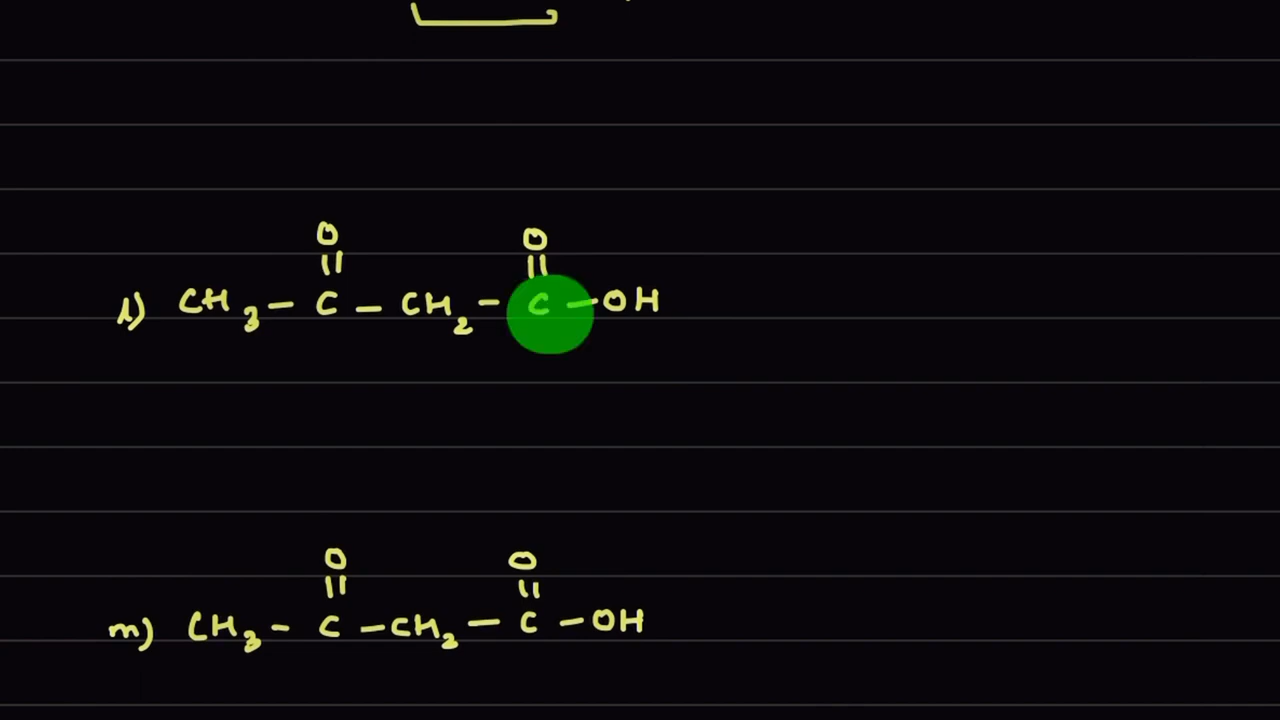 O O
|| ||
l) CH₃ – C – CH₂ – C – OH
O O
|| ||
m) CH₃ – C – CH₂ – C – OH